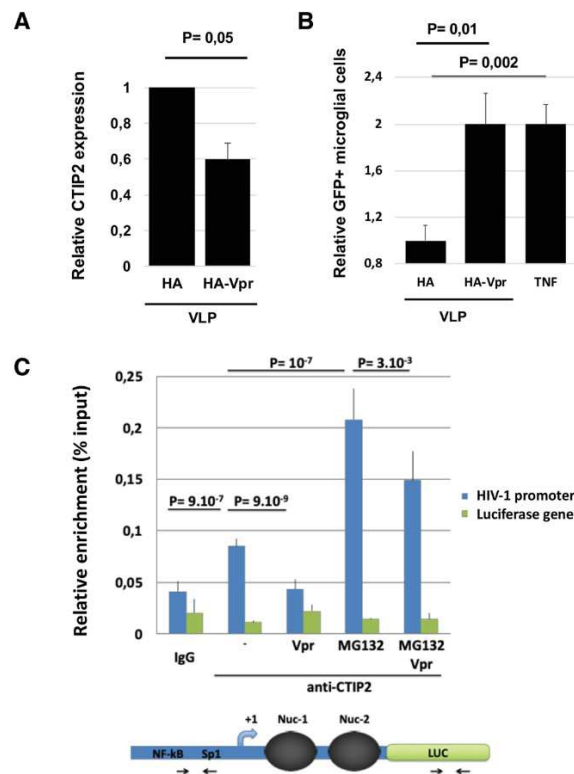 A
P= 0,05
Relative CTIP2 expression
1
0,8
0,6
0,4
0,2
0
HA
HA-Vpr
VLP
B
P= 0,01
P= 0,002
Relative GFP+ microglial cells
2,4
2
1,6
1,2
0,8
HA
HA-Vpr
TNF
VLP
C
P= 10-7
P= 3.10-3
Relative enrichment (% input)
0,25
0,2
0,15
0,1
0,05
0
P= 9.10-7
P= 9.10-9
HIV-1 promoter
Luciferase gene
IgG
-
Vpr
MG132
MG132
Vpr
anti-CTIP2
+1
Nuc-1
Nuc-2
NF-kB
Sp1
LUC